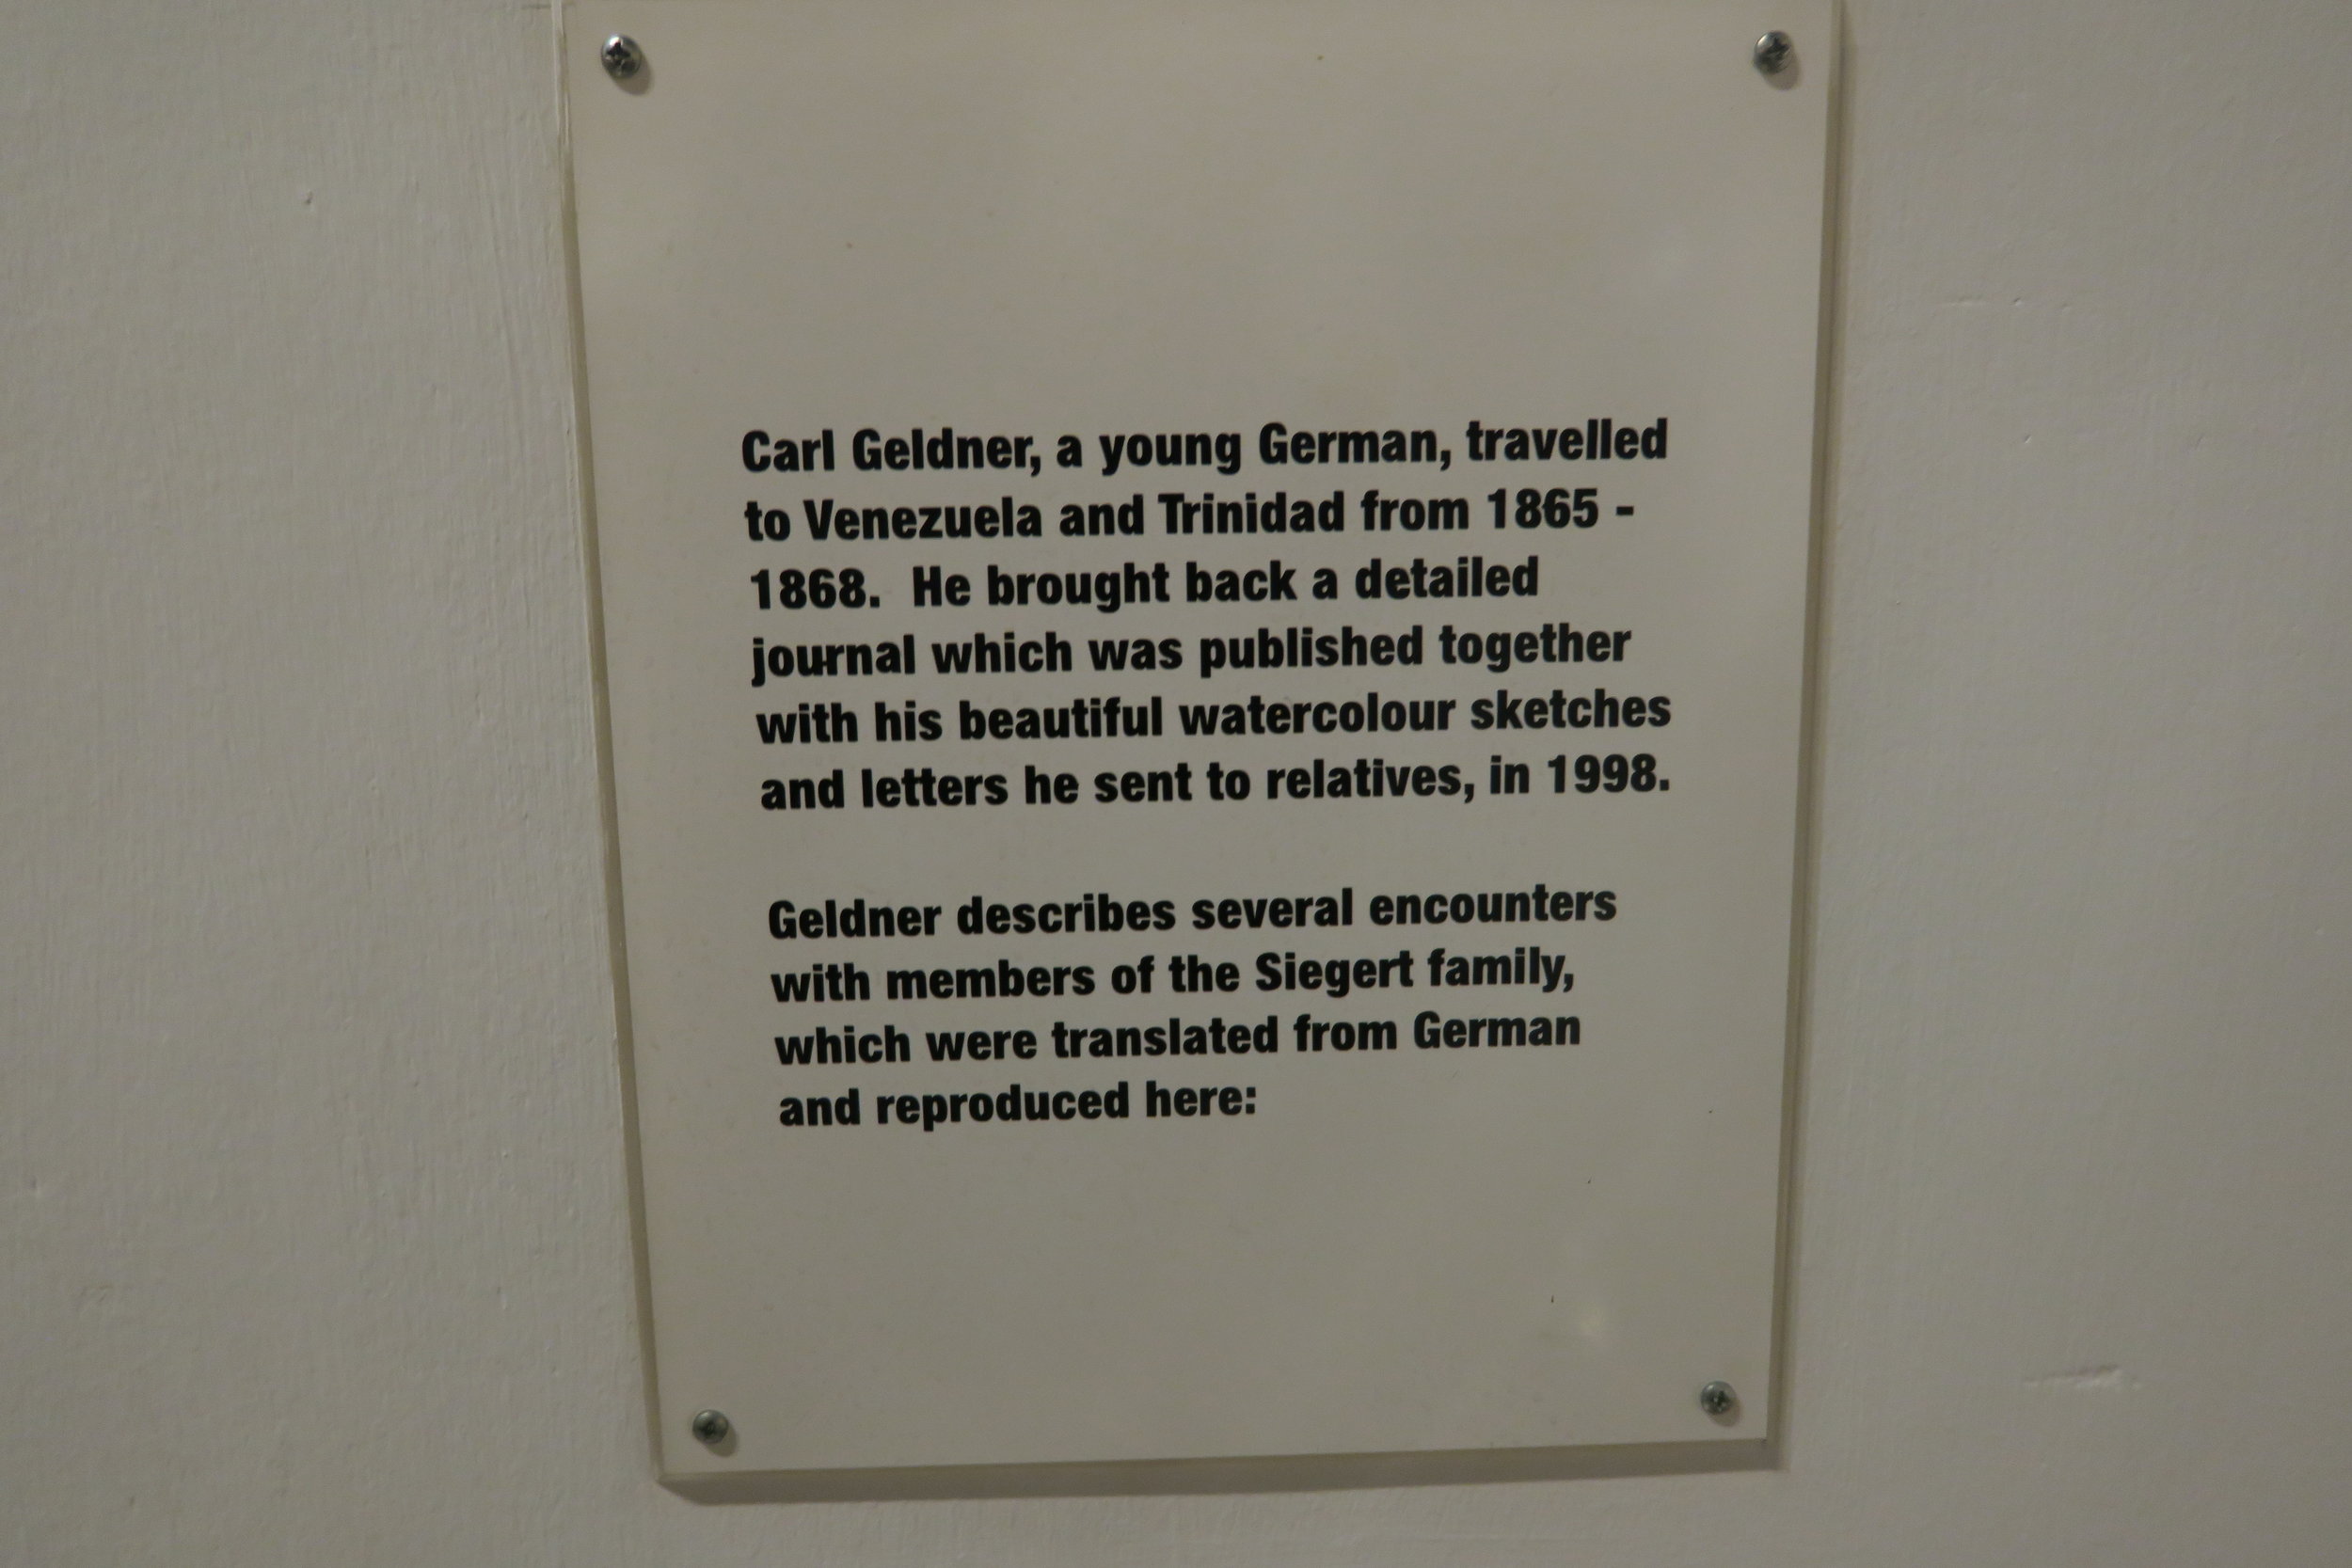 Carl Geldner, a young German, travelled
to Venezuela and Trinidad from 1865 -
1868. He brought back a detailed
journal which was published together
with his beautiful watercolour sketches
and letters he sent to relatives, in 1998.
Geldner describes several encounters
with members of the Siegert family,
which were translated from German
and reproduced here: